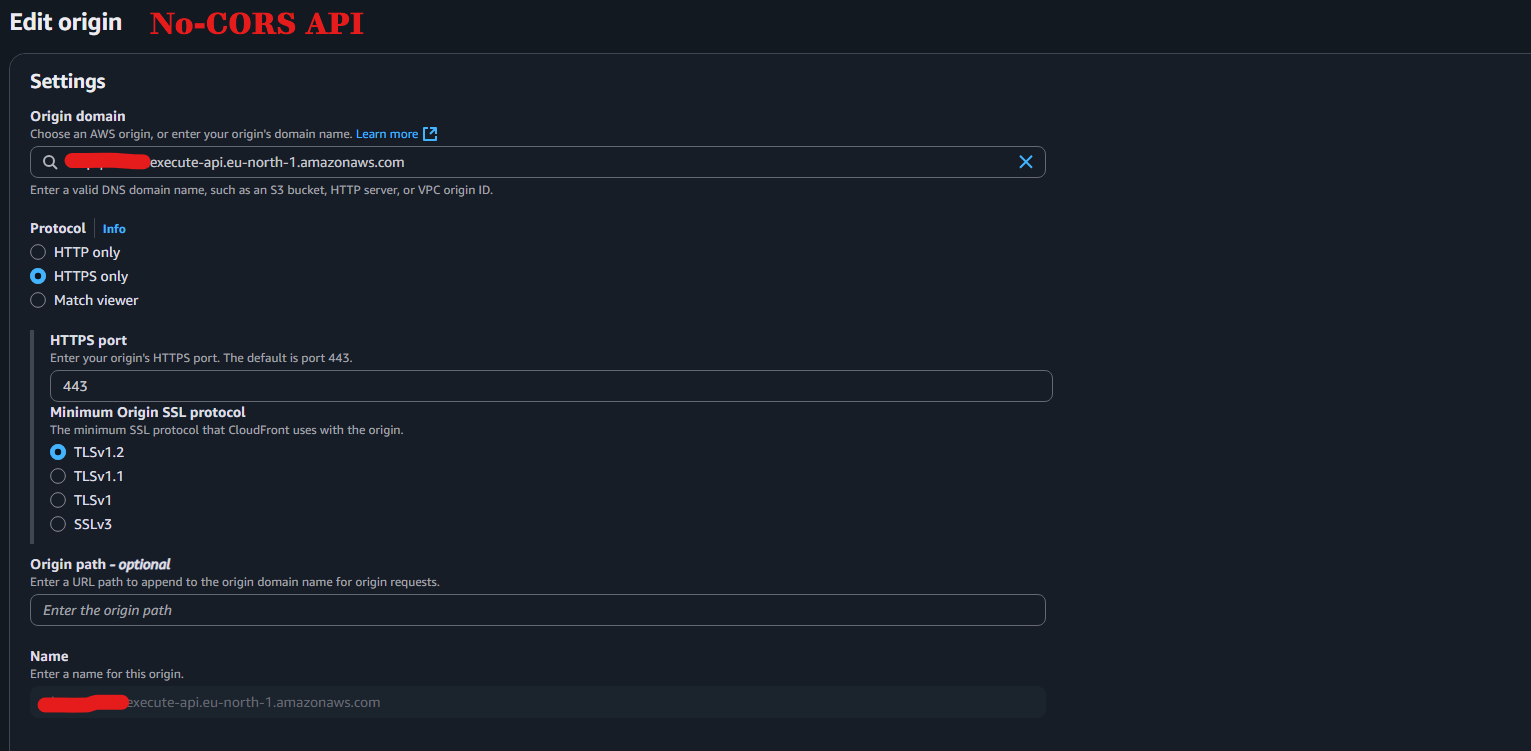 Edit origin No-CORS API
Settings
Origin domain
Choose an AWS origin, or enter your origin's domain name. Learn more
execute-api.eu-north-1.amazonaws.com
Enter a valid DNS domain name, such as an S3 bucket, HTTP server, or VPC origin ID.
Protocol Info
HTTP only
HTTPS only
Match viewer
HTTPS port
Enter your origin's HTTPS port. The default is port 443.
443
Minimum Origin SSL protocol
The minimum SSL protocol that CloudFront uses with the origin.
TLSv1.2
TLSv1.1
TLSv1
SSLv3
Origin path - optional
Enter a URL path to append to the origin domain name for origin requests.
Enter the origin path
Name
Enter a name for this origin.
execute-api.eu-north-1.amazonaws.com